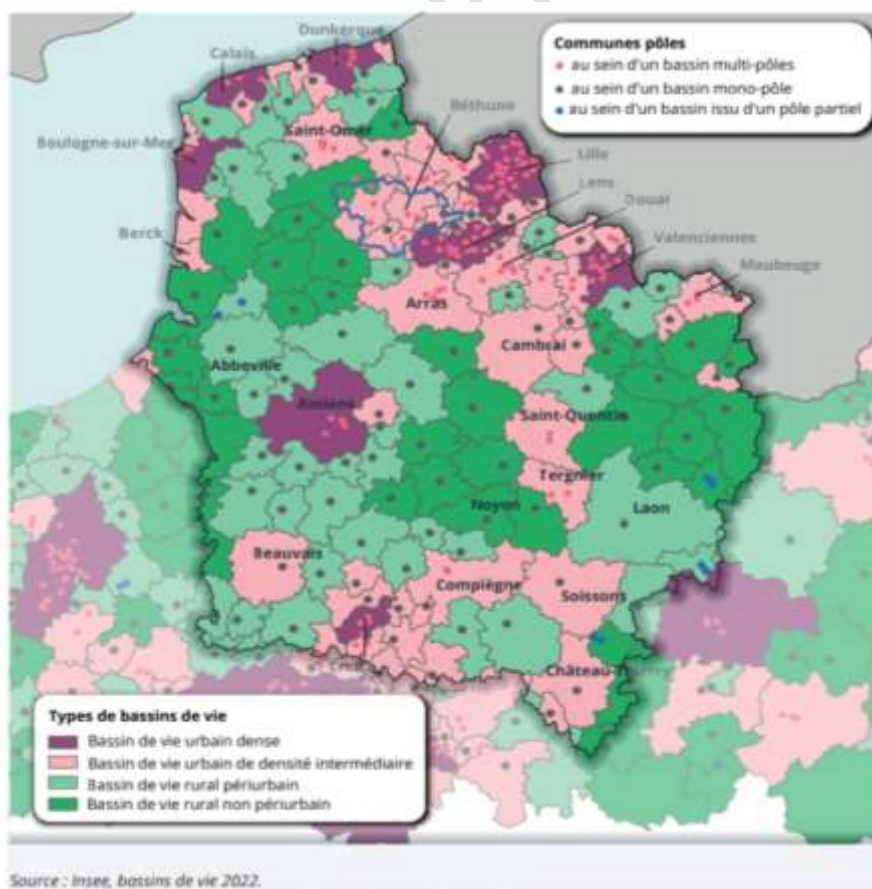 Dunkerque
Calais
Communes pôles
au sein d'un bassin multi-pôles
au sein d'un bassin mono-pôle
au sein d'un bassin issu d'un pôle partiel
Béthune
Saint-Omer
Boulogne-sur-Mer
Lille
Lens
Douai
Valenciennes
Berck
Maubeuge
Arras
Cambrai
Abbeville
Amiens
Saint-Quentin
Tergnier
Noyon
Laon
Beauvais
Compiègne
Soissons
Creil
Types de bassins de vie
Bassin de vie urbain dense
Bassin de vie urbain de densité intermédiaire
Bassin de vie rural périurbain
Bassin de vie rural non périurbain
Source : Insee, bassins de vie 2022.